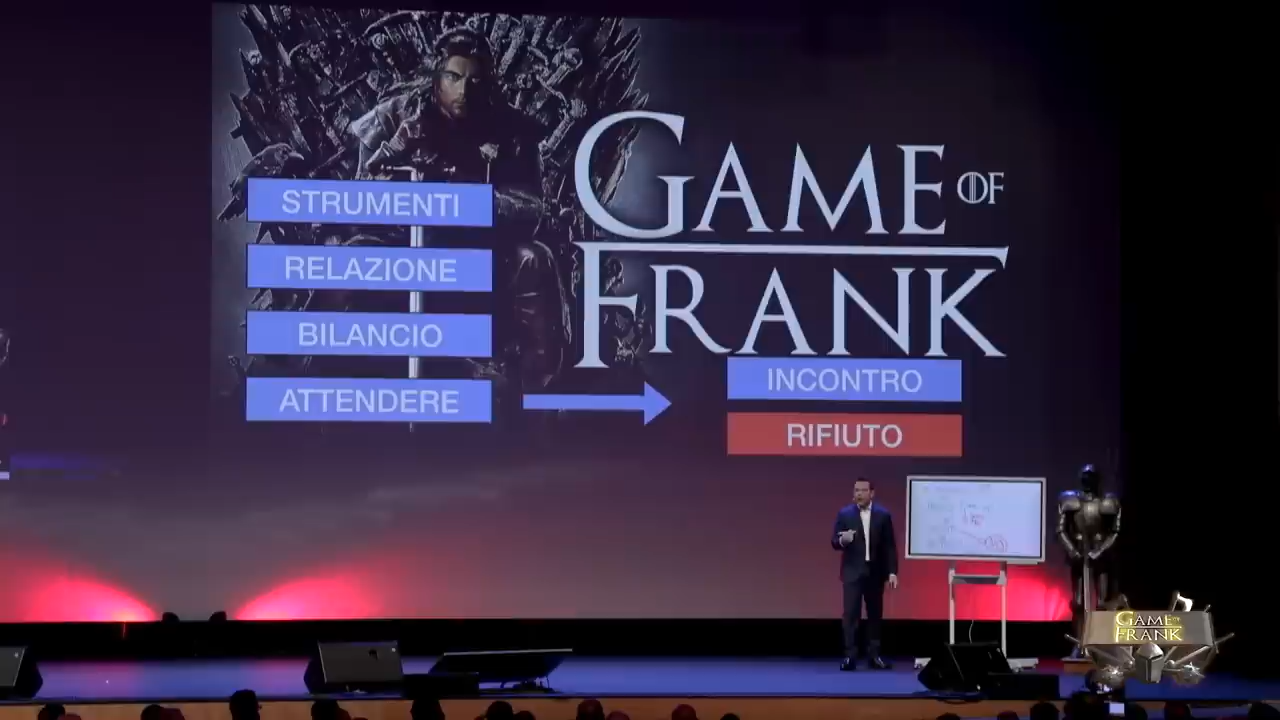 GAME OF
FRANK
STRUMENTI
RELAZIONE
BILANCIO
ATTENDERE
INCONTRO
RIFIUTO
GAME OF
FRANK